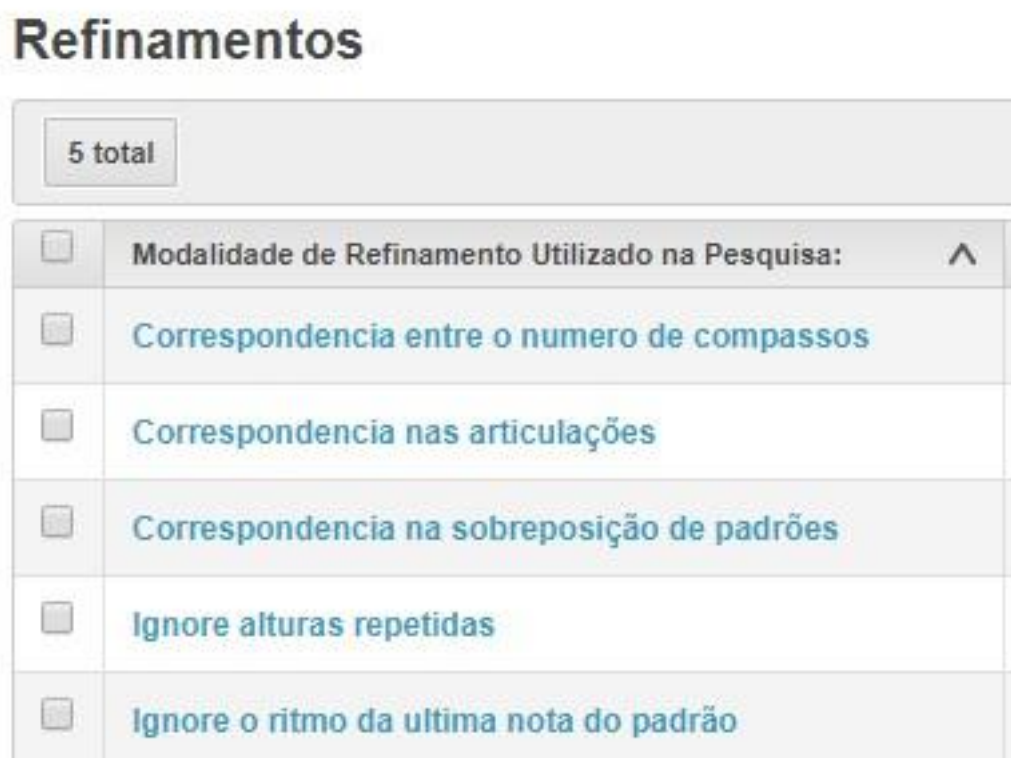 Refinamentos
5 total
Modalidade de Refinamento Utilizado na Pesquisa:
Correspondencia entre o numero de compassos
Correspondencia nas articulações
Correspondencia na sobreposição de padrões
Ignore alturas repetidas
Ignore o ritmo da ultima nota do padrão